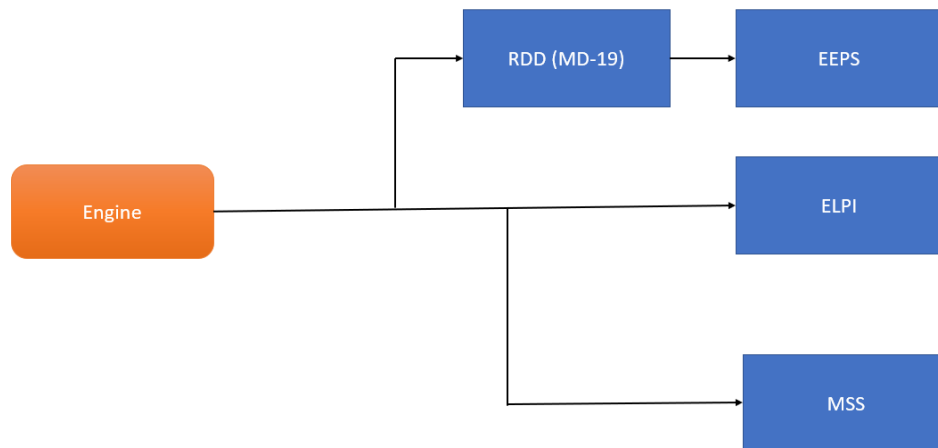 RDD (MD-19)
EEPS
Engine
ELPI
MSS